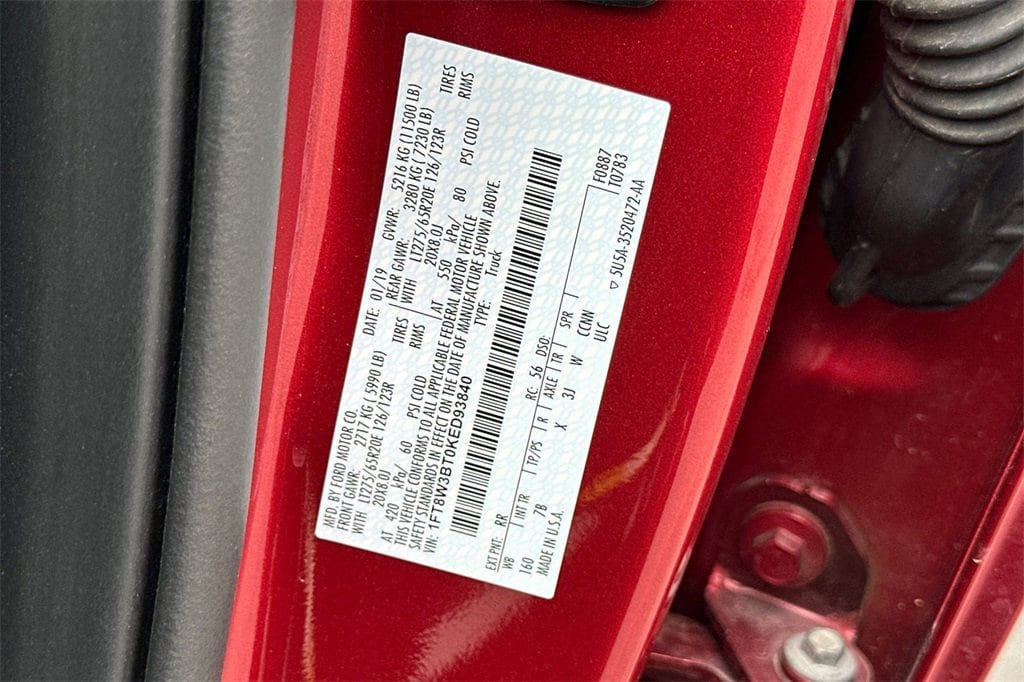 MFD. BY FORD MOTOR CO.
DATE: 01/19 GVWR: 5216 KG (11500 LB)
FRONT GAWR: 2717 KG ( 5990 LB) REAR GAWR: 3280 KG ( 7230 LB)
WITH LT275/65R20E 126/123R TIRES WITH LT275/65R20E 126/123R TIRES
20X8.0J RIMS 20X8.0J RIMS
AT 420 kPa/ 60 PSI COLD AT 550 kPa/ 80 PSI COLD
THIS VEHICLE CONFORMS TO ALL APPLICABLE FEDERAL MOTOR VEHICLE
SAFETY STANDARDS IN EFFECT ON THE DATE OF MANUFACTURE SHOWN ABOVE.
VIN: 1FT8W3BT0KED93840 TYPE: Truck
EXT PNT: RR RC: 56 DSO: F0887
WB INT TR TP/PS R AXLE TR SPR T0783
160 7B X 3J W CCNN
MADE IN U.S.A. ULC ▽ 5U5A-3520472-AA